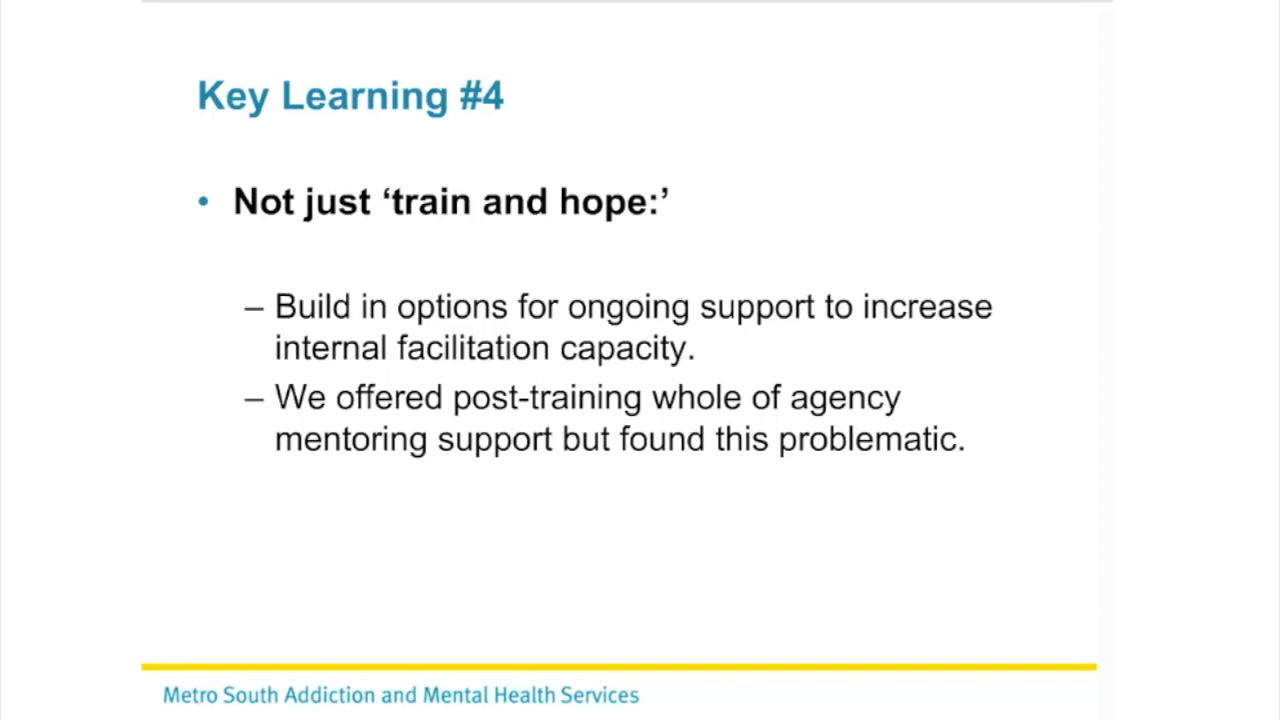 Key Learning #4
• Not just ‘train and hope:’
– Build in options for ongoing support to increase
internal facilitation capacity.
– We offered post-training whole of agency
mentoring support but found this problematic.
Metro South Addiction and Mental Health Services